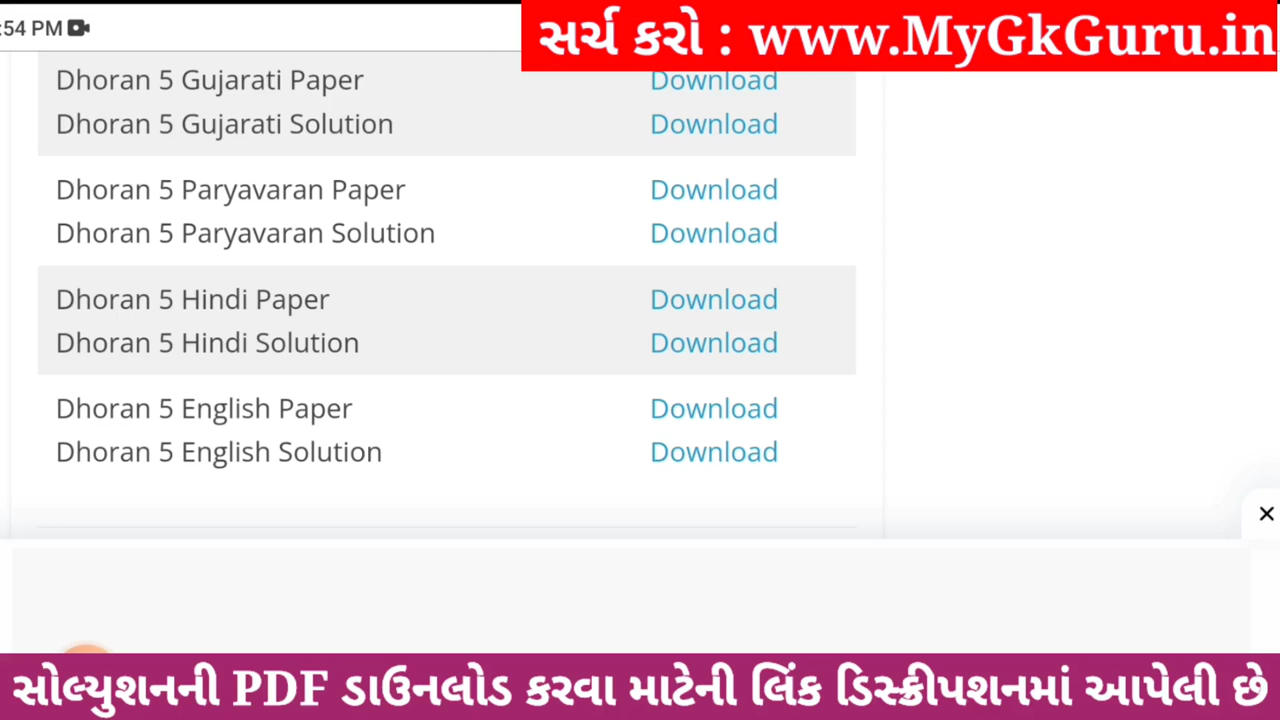 :54 PM
સર્ચ કરો : www.MyGkGuru.in
Dhoran 5 Gujarati Paper Download
Dhoran 5 Gujarati Solution Download
Dhoran 5 Paryavaran Paper Download
Dhoran 5 Paryavaran Solution Download
Dhoran 5 Hindi Paper Download
Dhoran 5 Hindi Solution Download
Dhoran 5 English Paper Download
Dhoran 5 English Solution Download
સોલ્યુશનની PDF ડાઉનલોડ કરવા માટેની લિંક ડિસ્ક્રીપશનમાં આપેલી છે